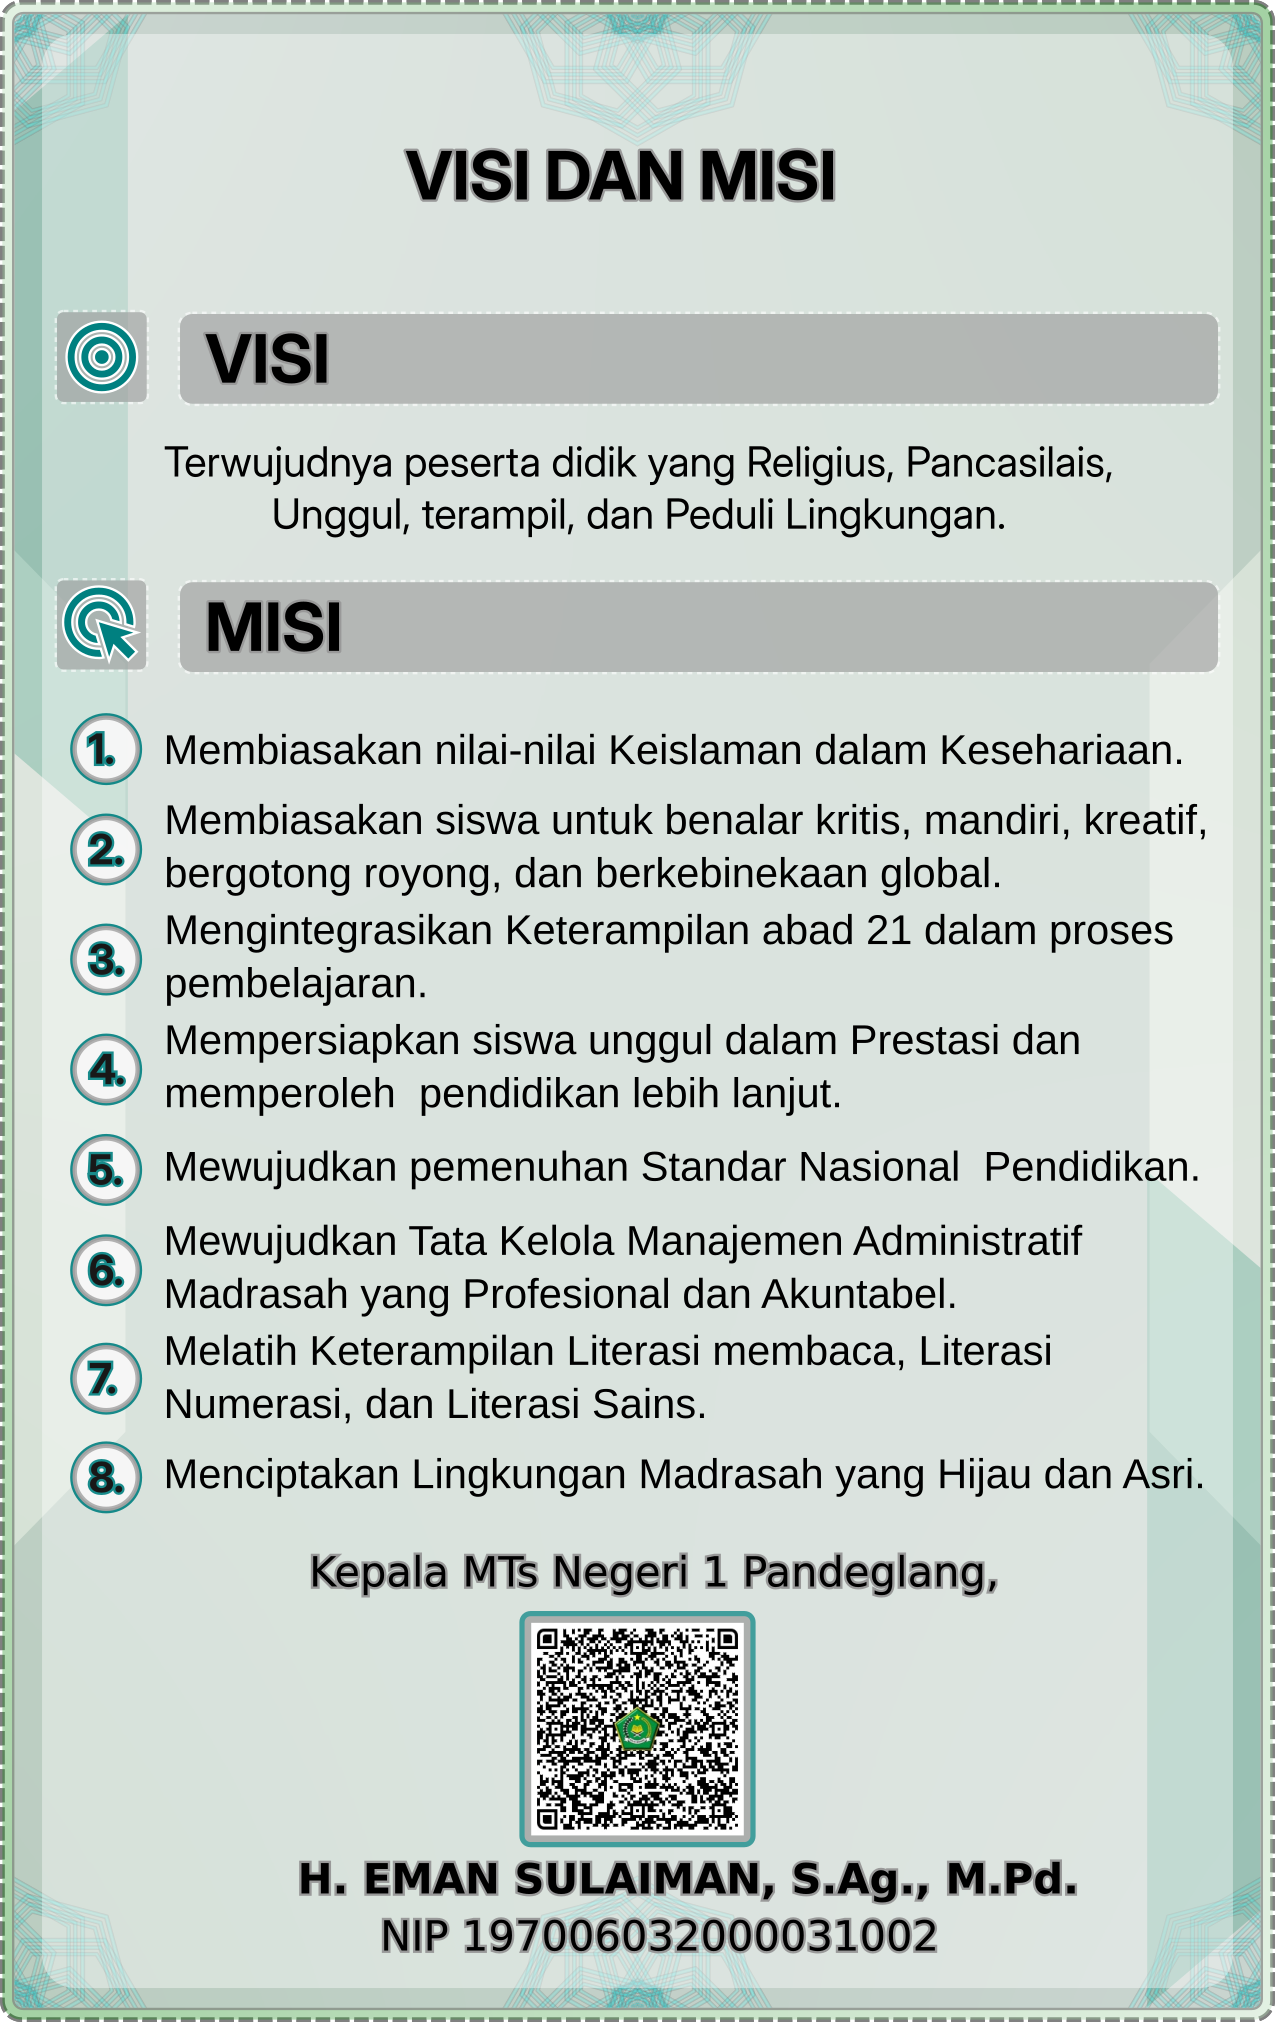 VISI DAN MISI
VISI
Terwujudnya peserta didik yang Religius, Pancasilais,
Unggul, terampil, dan Peduli Lingkungan.
MISI
1. Membiasakan nilai-nilai Keislaman dalam Kesehariaan.
2. Membiasakan siswa untuk benalar kritis, mandiri, kreatif,
bergotong royong, dan berkebinekaan global.
3. Mengintegrasikan Keterampilan abad 21 dalam proses
pembelajaran.
4. Mempersiapkan siswa unggul dalam Prestasi dan
memperoleh  pendidikan lebih lanjut.
5. Mewujudkan pemenuhan Standar Nasional  Pendidikan.
6. Mewujudkan Tata Kelola Manajemen Administratif
Madrasah yang Profesional dan Akuntabel.
7. Melatih Keterampilan Literasi membaca, Literasi
Numerasi, dan Literasi Sains.
8. Menciptakan Lingkungan Madrasah yang Hijau dan Asri.
Kepala MTs Negeri 1 Pandeglang,
H. EMAN SULAIMAN, S.Ag., M.Pd.
NIP 197006032000031002